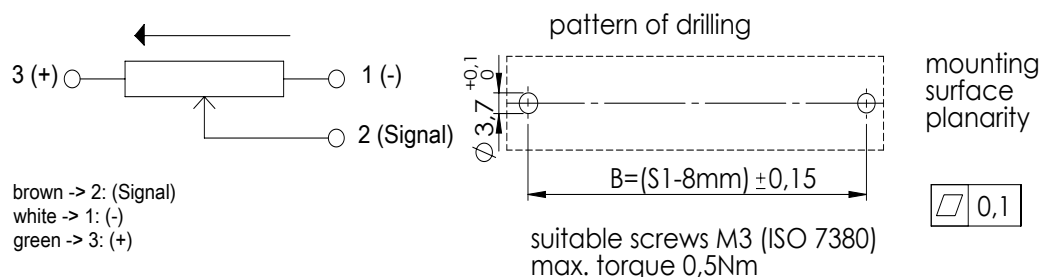 pattern of drilling
3 (+)
1 (-)
2 (Signal)
brown -> 2: (Signal)
white -> 1: (-)
green -> 3: (+)
+0,1
0
Ø 3,7
B=(S1-8mm) ±0,15
suitable screws M3 (ISO 7380)
max. torque 0,5Nm
mounting
surface
planarity
⏥ 0,1